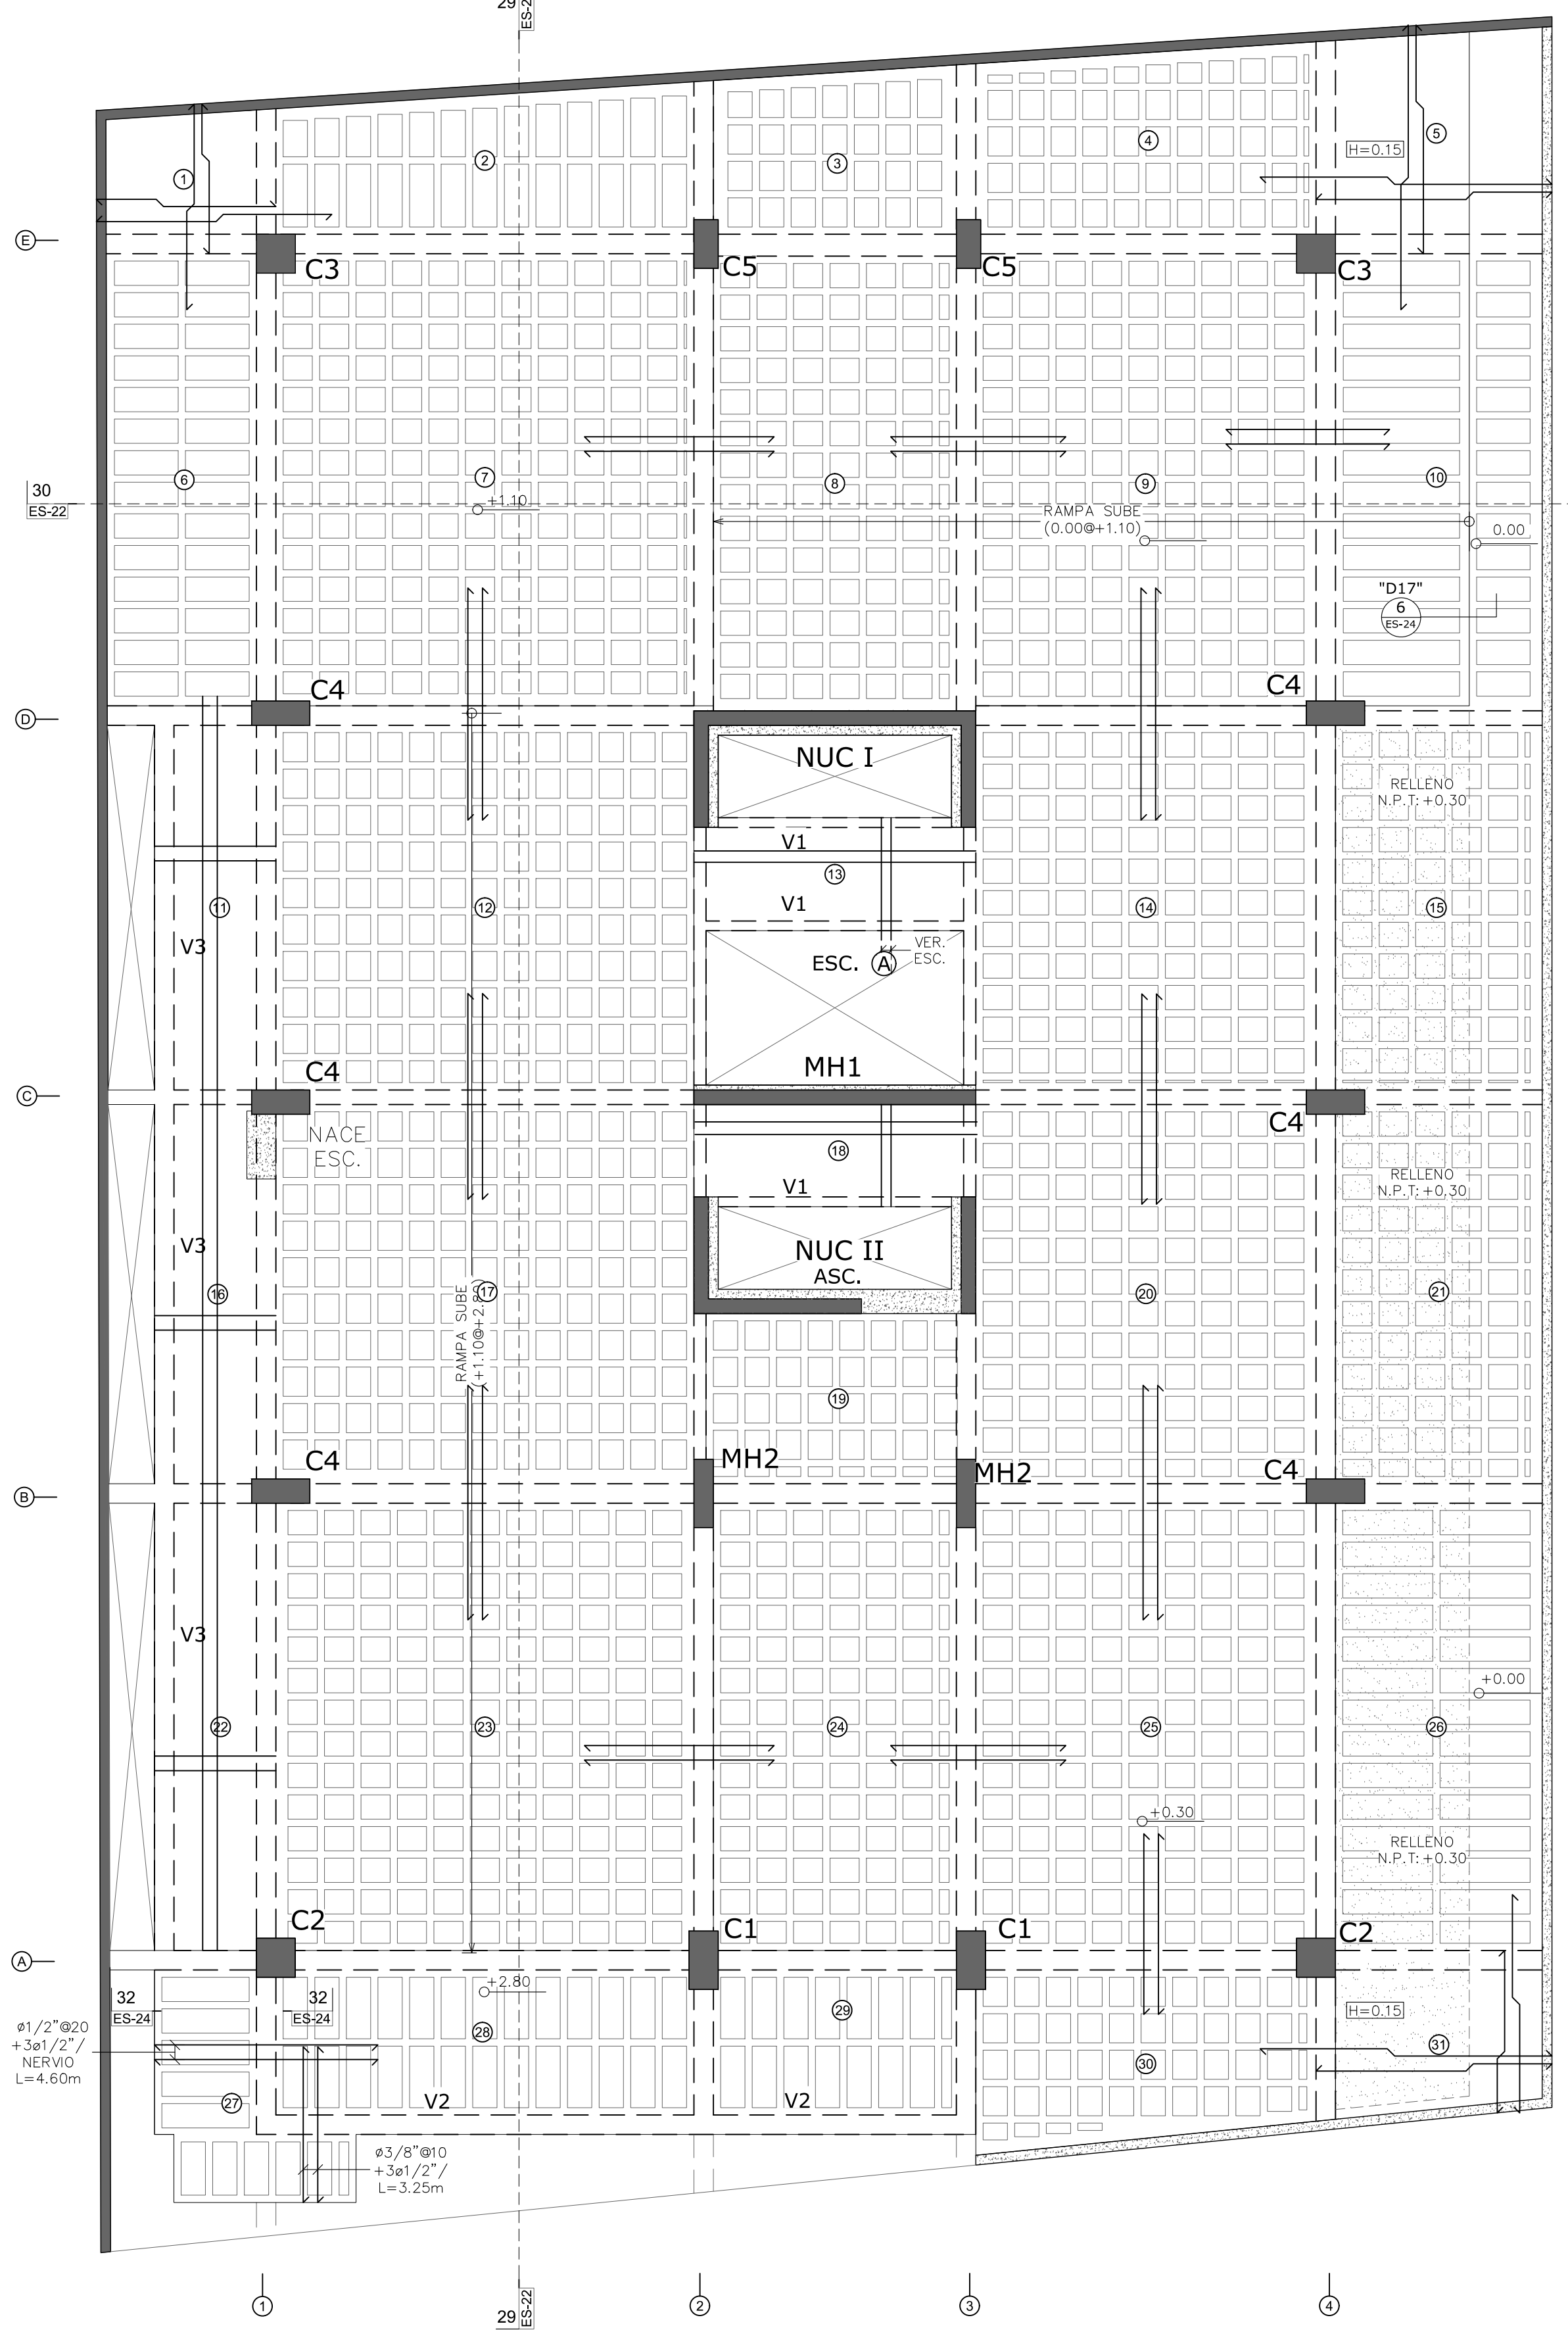 29
ES-2
1
2
3
4
5
H=0.15
E
C3
C5
C5
C3
6
7
8
9
10
+1.10
30
ES-22
RAMPA SUBE
(0.00@+1.10)
0.00
"D17"
6
ES-24
D
C4
C4
NUC I
RELLENO
N.P.T: +0.30
V1
13
11
12
V1
14
15
V3
VER.
ESC.
ESC.
A
MH1
C4
C
C4
NACE
ESC.
18
RELLENO
N.P.T: +0.30
V1
V3
NUC II
ASC.
16
17
20
21
RAMPA SUBE
19
C4
MH2
MH2
C4
B
V3
+0.00
22
23
24
25
26
+0.30
RELLENO
N.P.T: +0.30
C2
C1
C1
C2
A
+2.80
32
ES-24
32
ES-24
29
H=0.15
ø1/2"@20
+3ø1/2"/
NERVIO
L=4.60m
28
30
31
27
V2
V2
ø3/8"@10
+3ø1/2"/
L=3.25m
1
2
3
4
29
ES-22